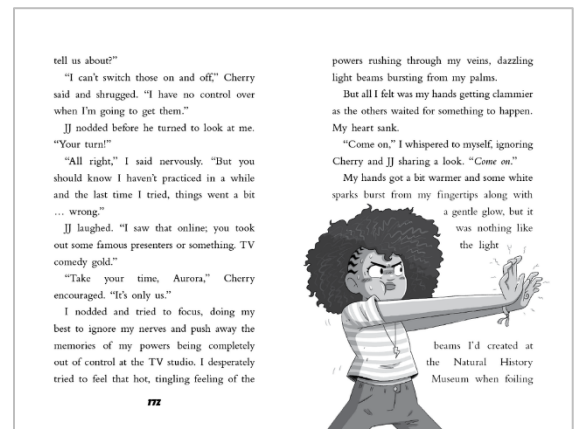 tell us about?”
“I can’t switch those on and off,” Cherry
said and shrugged. “I have no control over
when I’m going to get them.”
JJ nodded before he turned to look at me.
“Your turn!”
“All right,” I said nervously. “But you
should know I haven’t practiced in a while
and the last time I tried, things went a bit
… wrong.”
JJ laughed. “I saw that online; you took
out some famous presenters or something. TV
comedy gold.”
“Take your time, Aurora,” Cherry
encouraged. “It’s only us.”
I nodded and tried to focus, doing my
best to ignore my nerves and push away the
memories of my powers being completely
out of control at the TV studio. I desperately
tried to feel that hot, tingling feeling of the
172
powers rushing through my veins, dazzling
light beams bursting from my palms.
But all I felt was my hands getting clammier
as the others waited for something to happen.
My heart sank.
“Come on,” I whispered to myself, ignoring
Cherry and JJ sharing a look. “Come on.”
My hands got a bit warmer and some white
sparks burst from my fingertips along with
a gentle glow, but it
was nothing like
the light
beams I’d created at
the Natural History
Museum when foiling